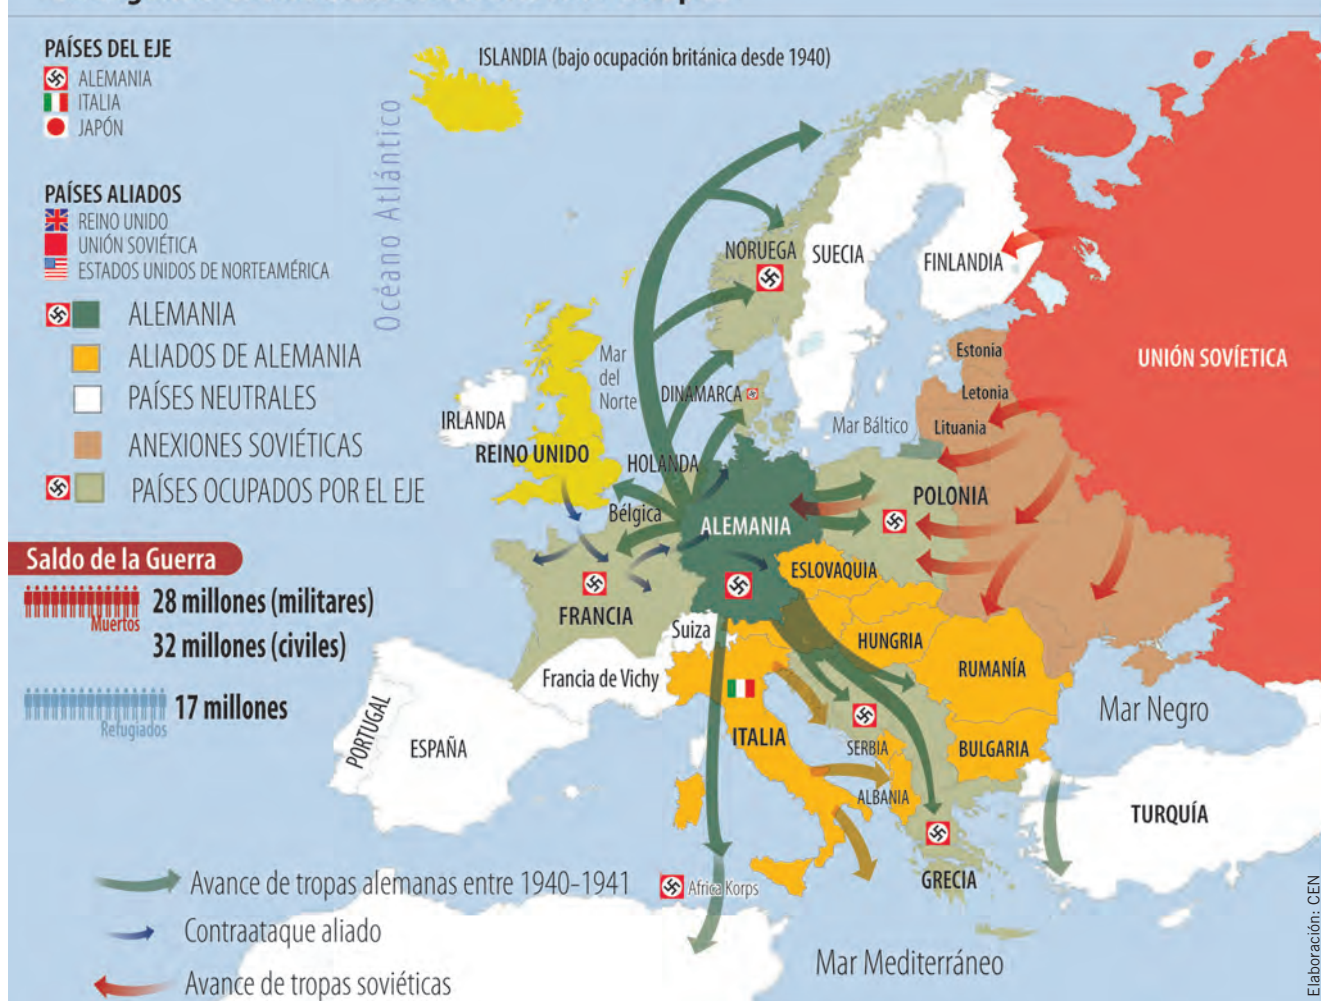 PAÍSES DEL EJE
ALEMANIA
ITALIA
JAPÓN
PAÍSES ALIADOS
REINO UNIDO
UNIÓN SOVIÉTICA
ESTADOS UNIDOS DE NORTEAMÉRICA
ALEMANIA
ALIADOS DE ALEMANIA
PAÍSES NEUTRALES
ANEXIONES SOVIÉTICAS
PAÍSES OCUPADOS POR EL EJE
Saldo de la Guerra
28 millones (militares)
Muertos
32 millones (civiles)
17 millones
Refugiados
ISLANDIA (bajo ocupación británica desde 1940)
Océano Atlántico
NORUEGA
SUECIA
FINLANDIA
UNIÓN SOVÍETICA
Estonia
Letonia
Lituania
Mar
del
Norte
DINAMARCA
Mar Báltico
IRLANDA
REINO UNIDO
HOLANDA
Bélgica
ALEMANIA
POLONIA
ESLOVAQUIA
FRANCIA
Suiza
HUNGRIA
RUMANÍA
Francia de Vichy
PORTUGAL
ESPAÑA
ITALIA
SERBIA
BULGARIA
ALBANIA
Mar Negro
TURQUÍA
GRECIA
Africa Korps
Mar Mediterráneo
Avance de tropas alemanas entre 1940-1941
Contraataque aliado
Avance de tropas soviéticas
Elaboración: CEN